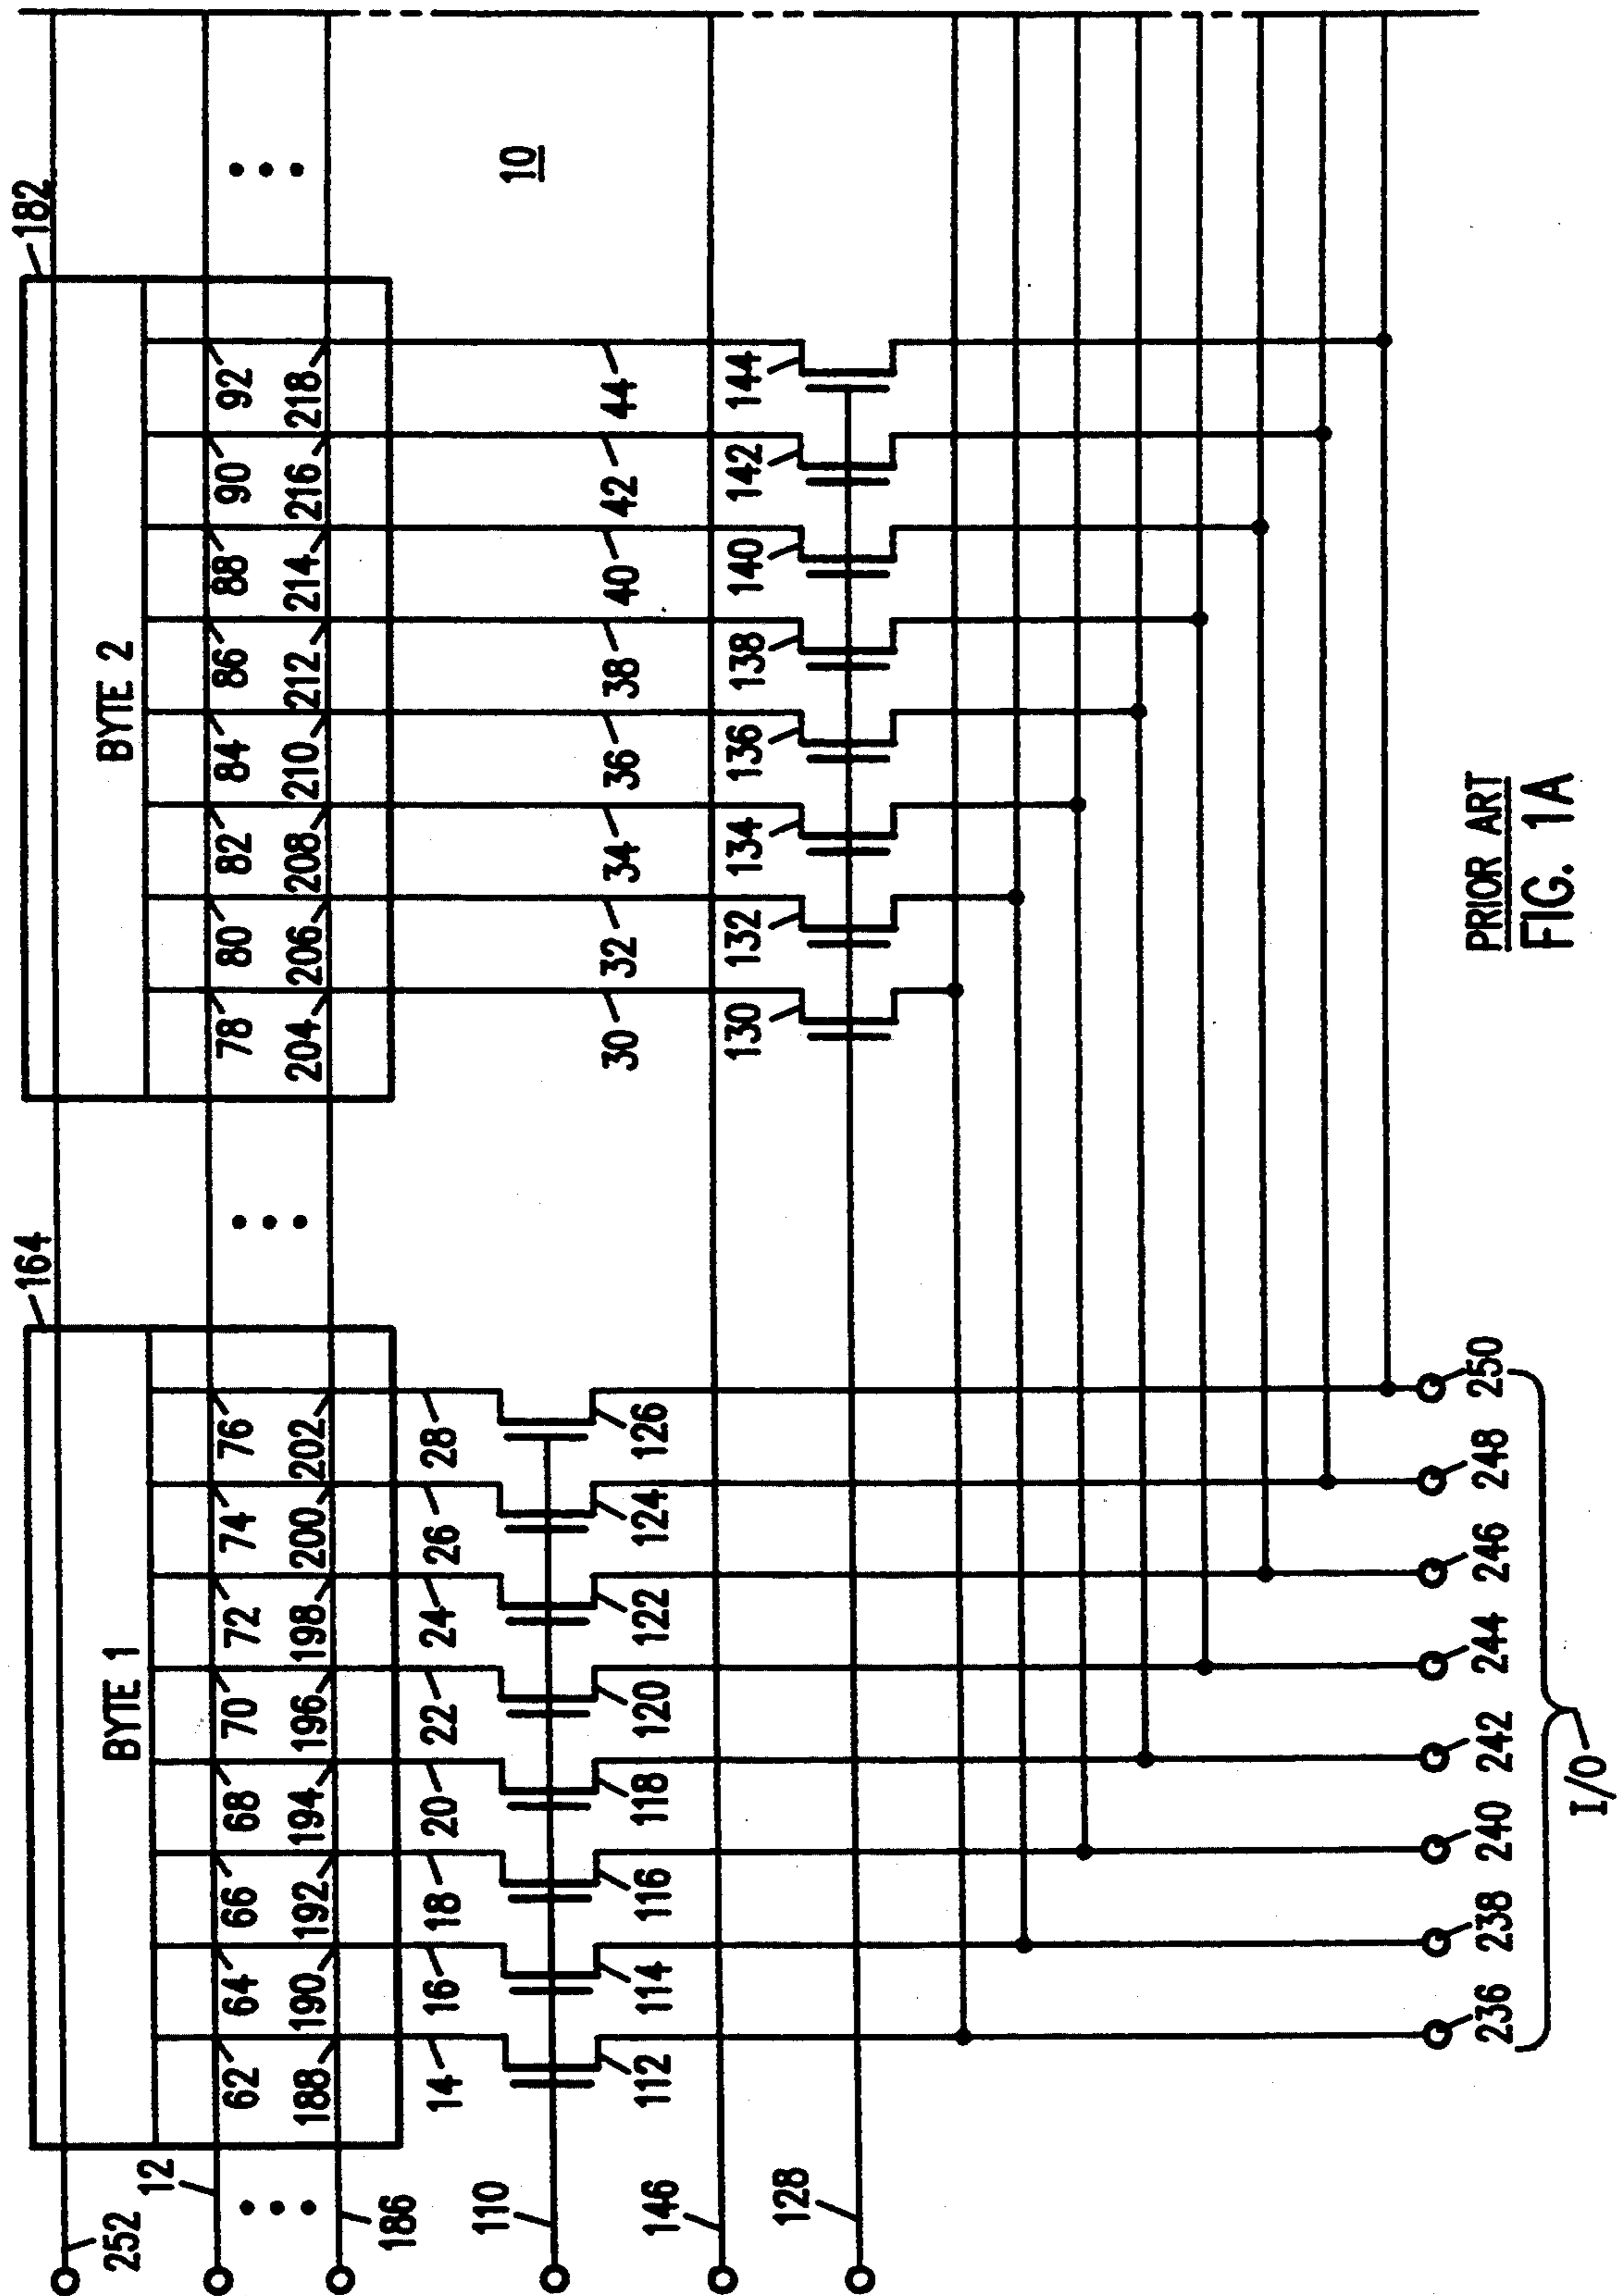 182
164
10
BYTE 1
BYTE 2
252
12
62 64 66 68 70 72 74 76
78 80 82 84 86 88 90 92
186
188 190 192 194 196 198 200 202
204 206 208 210 212 214 216 218
14 16 18 20 22 24 26 28
30 32 34 36 38 40 42 44
110
112 114 116 118 120 122 124 126
146
130 132 134 136 138 140 142 144
128
236 238 240 242 244 246 248 250
I/O
PRIOR ART
FIG. 1A